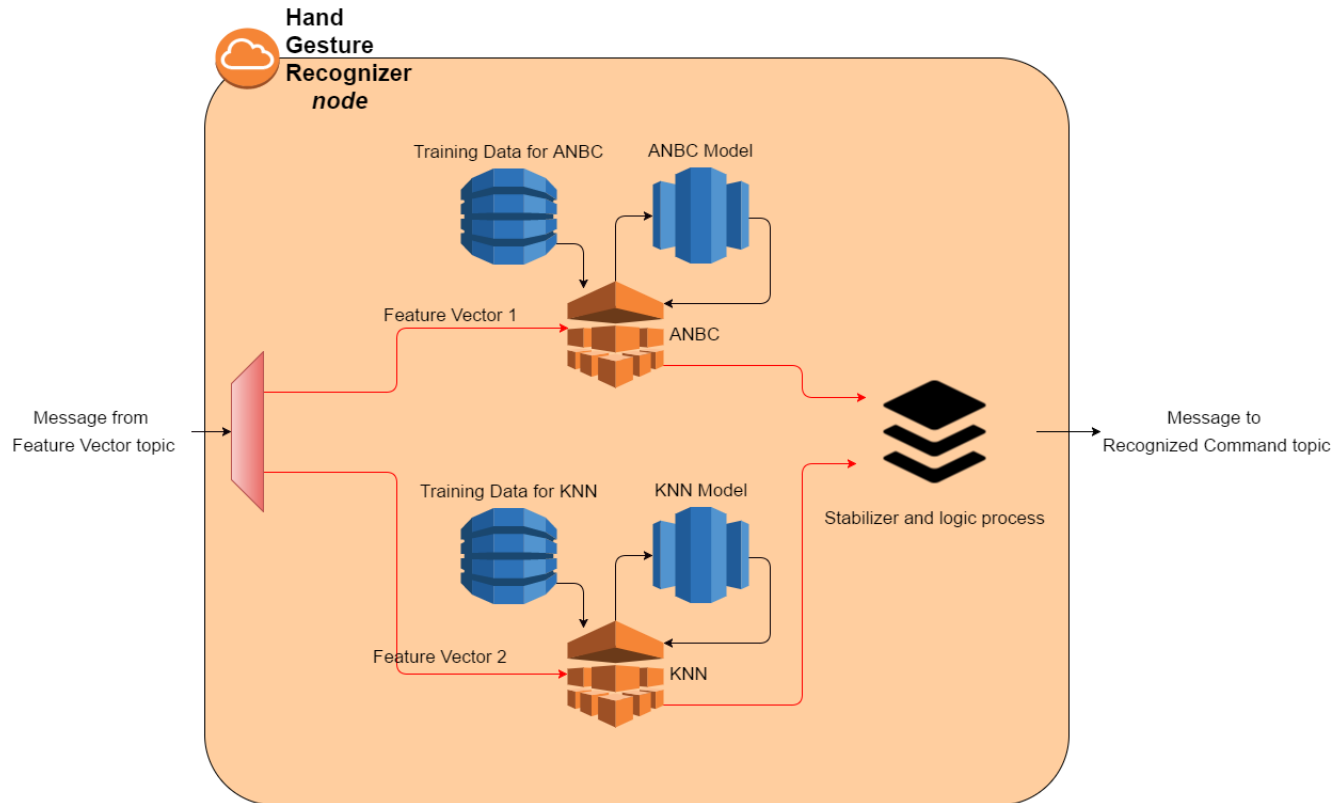 Hand
Gesture
Recognizer
node
Training Data for ANBC
ANBC Model
Feature Vector 1
ANBC
Message from
Feature Vector topic
Message to
Recognized Command topic
Training Data for KNN
KNN Model
Stabilizer and logic process
Feature Vector 2
KNN